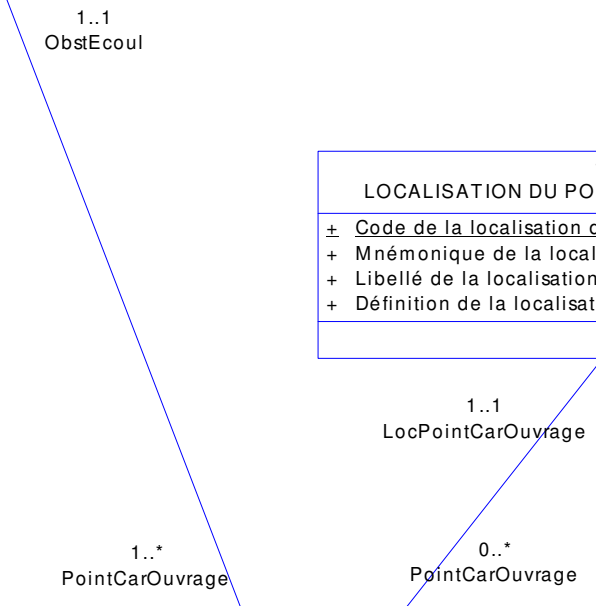 1..1
ObstEcoul
LOCALISATION DU PO
+ Code de la localisation
+ Mnémonique de la local
+ Libellé de la localisation
+ Définition de la localisat
1..1
LocPointCarOuvrage
1..*
PointCarOuvrage
0..*
PointCarOuvrage